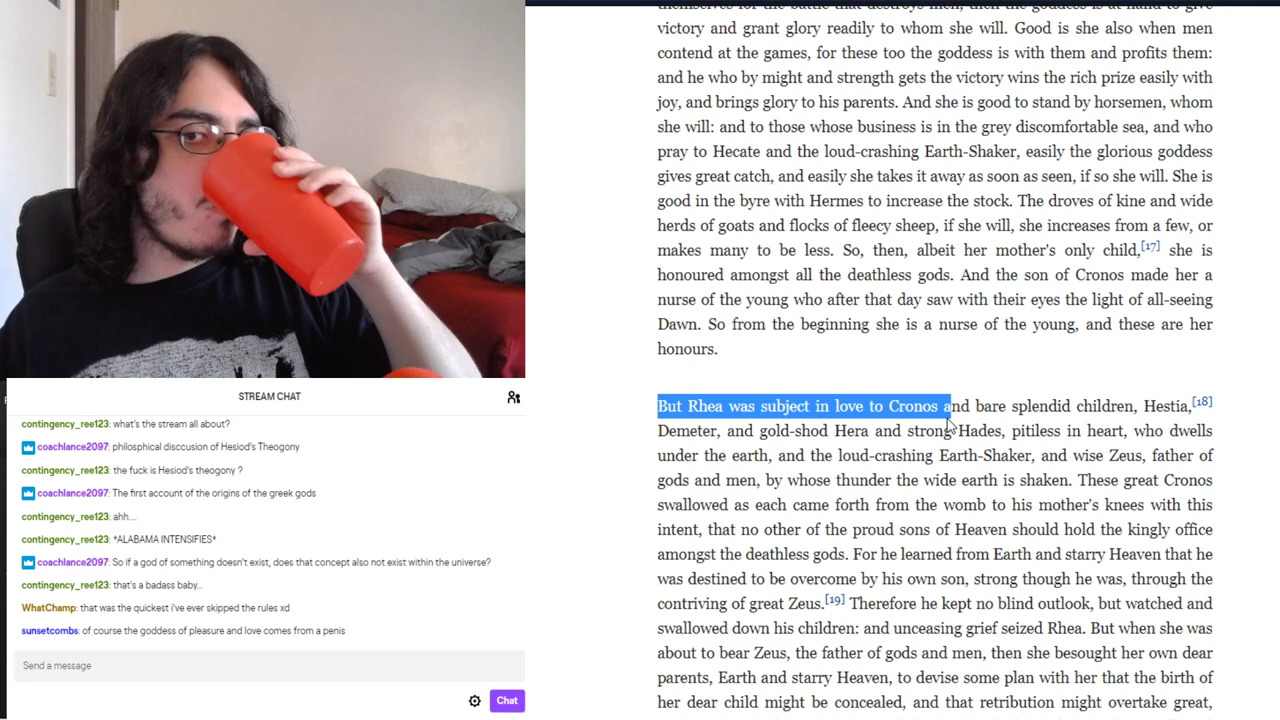 themselves for the battle that destroys men, then the goddess is at hand to give
victory and grant glory readily to whom she will. Good is she also when men
contend at the games, for these too the goddess is with them and profits them:
and he who by might and strength gets the victory wins the rich prize easily with
joy, and brings glory to his parents. And she is good to stand by horsemen, whom
she will: and to those whose business is in the grey discomfortable sea, and who
pray to Hecate and the loud-crashing Earth-Shaker, easily the glorious goddess
gives great catch, and easily she takes it away as soon as seen, if so she will. She is
good in the byre with Hermes to increase the stock. The droves of kine and wide
herds of goats and flocks of fleecy sheep, if she will, she increases from a few, or
makes many to be less. So, then, albeit her mother's only child,[17] she is
honoured amongst all the deathless gods. And the son of Cronos made her a
nurse of the young who after that day saw with their eyes the light of all-seeing
Dawn. So from the beginning she is a nurse of the young, and these are her
honours.
But Rhea was subject in love to Cronos and bare splendid children, Hestia,[18]
Demeter, and gold-shod Hera and strong Hades, pitiless in heart, who dwells
under the earth, and the loud-crashing Earth-Shaker, and wise Zeus, father of
gods and men, by whose thunder the wide earth is shaken. These great Cronos
swallowed as each came forth from the womb to his mother's knees with this
intent, that no other of the proud sons of Heaven should hold the kingly office
amongst the deathless gods. For he learned from Earth and starry Heaven that he
was destined to be overcome by his own son, strong though he was, through the
contriving of great Zeus.[19] Therefore he kept no blind outlook, but watched and
swallowed down his children: and unceasing grief seized Rhea. But when she was
about to bear Zeus, the father of gods and men, then she besought her own dear
parents, Earth and starry Heaven, to devise some plan with her that the birth of
her dear child might be concealed, and that retribution might overtake great,
STREAM CHAT
contingency_ree123: what's the stream all about?
coachlance2097: philosphical disccusion of Hesiod's Theogony
contingency_ree123: the fuck is Hesiod's theogony ?
coachlance2097: The first account of the origins of the greek gods
contingency_ree123: ahh....
contingency_ree123: *ALABAMA INTENSIFIES*
coachlance2097: So if a god of something doesn't exist, does that concept also not exist within the universe?
contingency_ree123: that's a badass baby...
WhatChamp: that was the quickest i've ever skipped the rules xd
sunsetcombs: of course the goddess of pleasure and love comes from a penis
Send a message
Chat